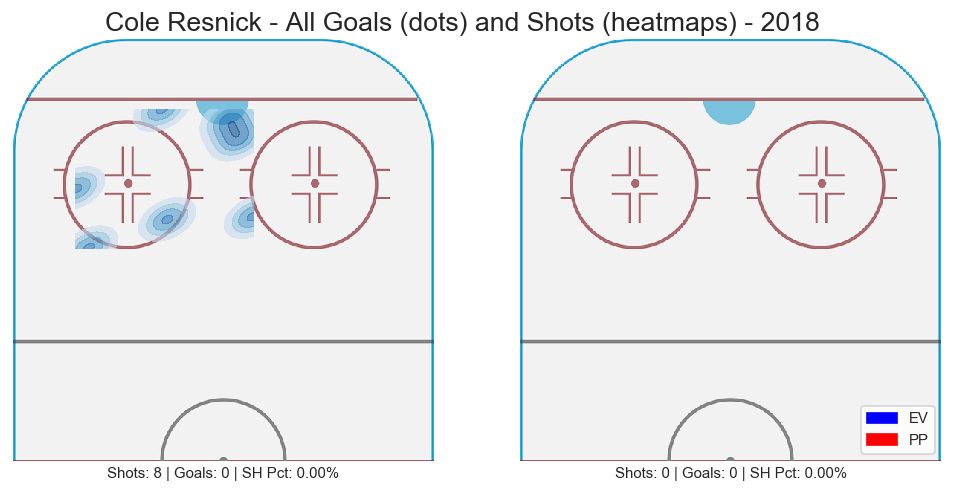 Cole Resnick - All Goals (dots) and Shots (heatmaps) - 2018
EV
PP
Shots: 8 | Goals: 0 | SH Pct: 0.00%
Shots: 0 | Goals: 0 | SH Pct: 0.00%